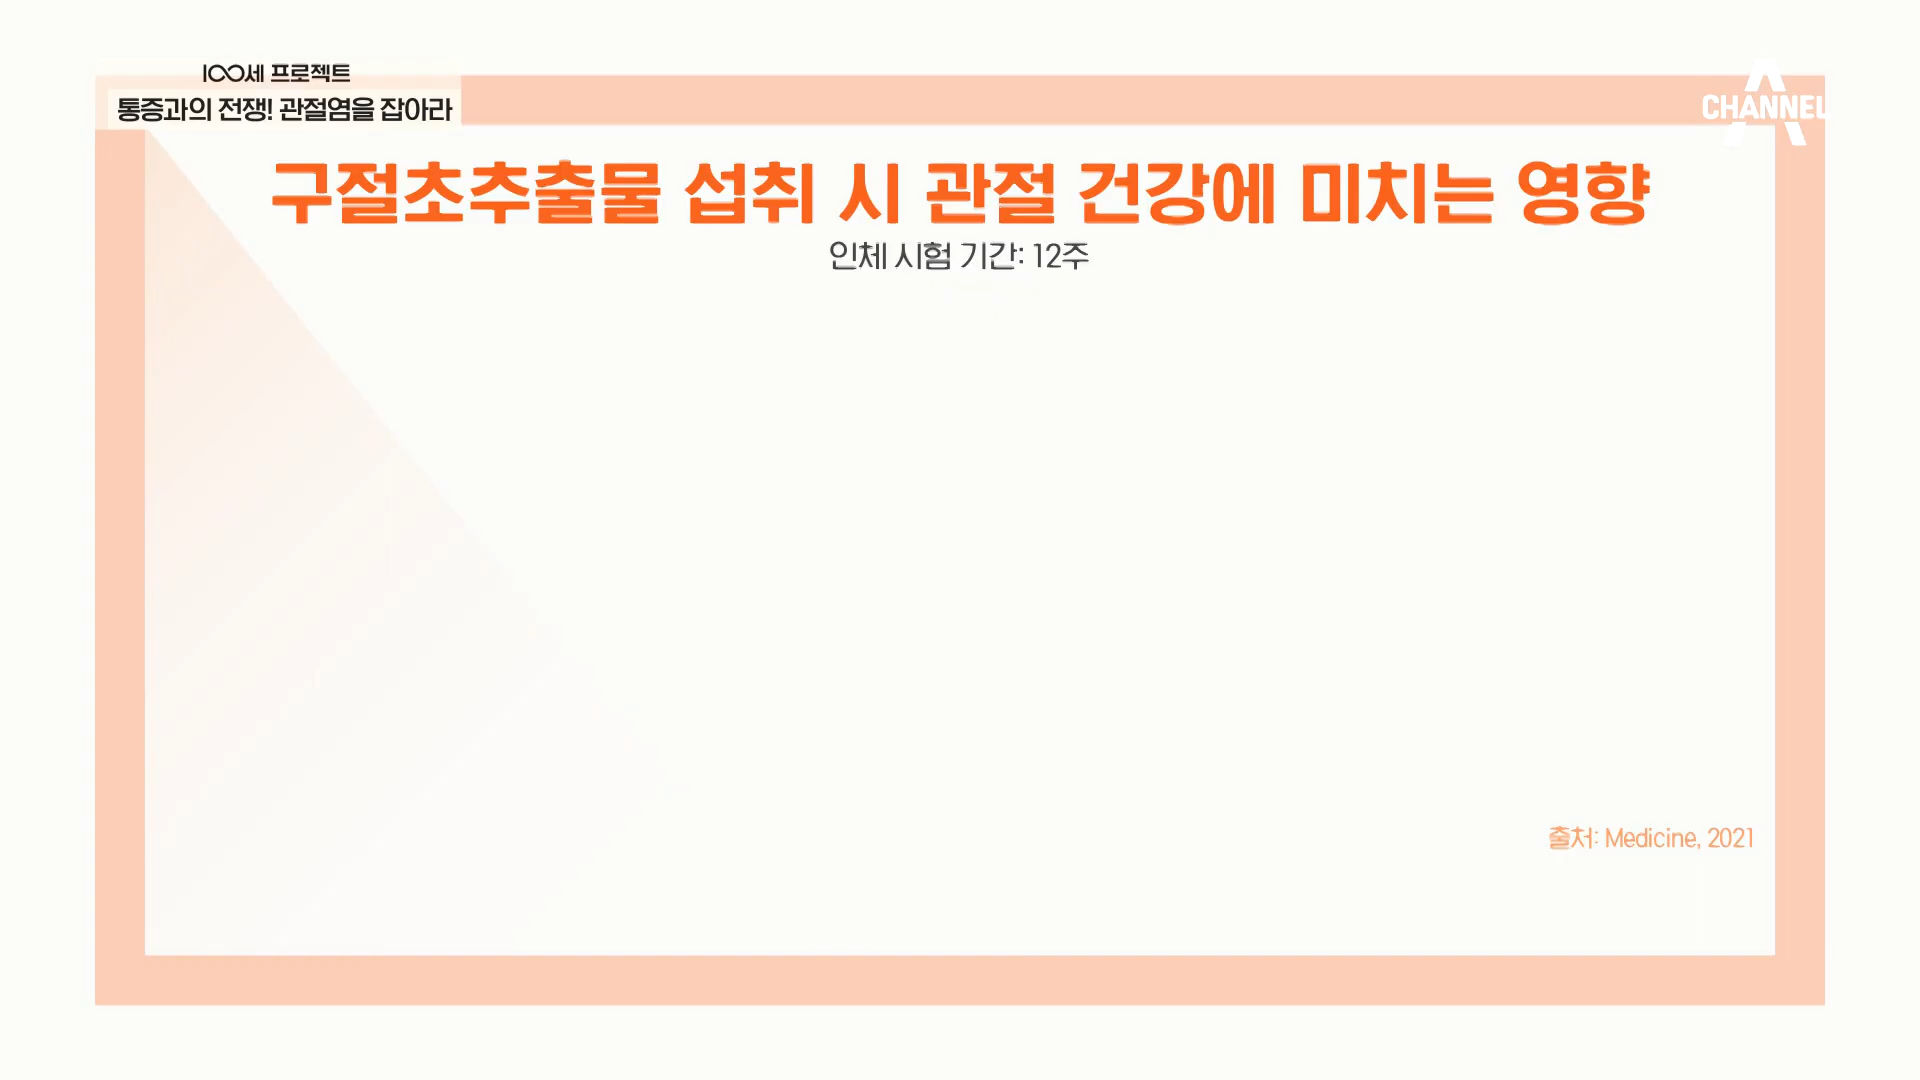 100세 프로젝트
통증과의 전쟁! 관절염을 잡아라
CHANNEL A
구절초추출물 섭취 시 관절 건강에 미치는 영향
인체 시험 기간: 12주
출처: Medicine, 2021